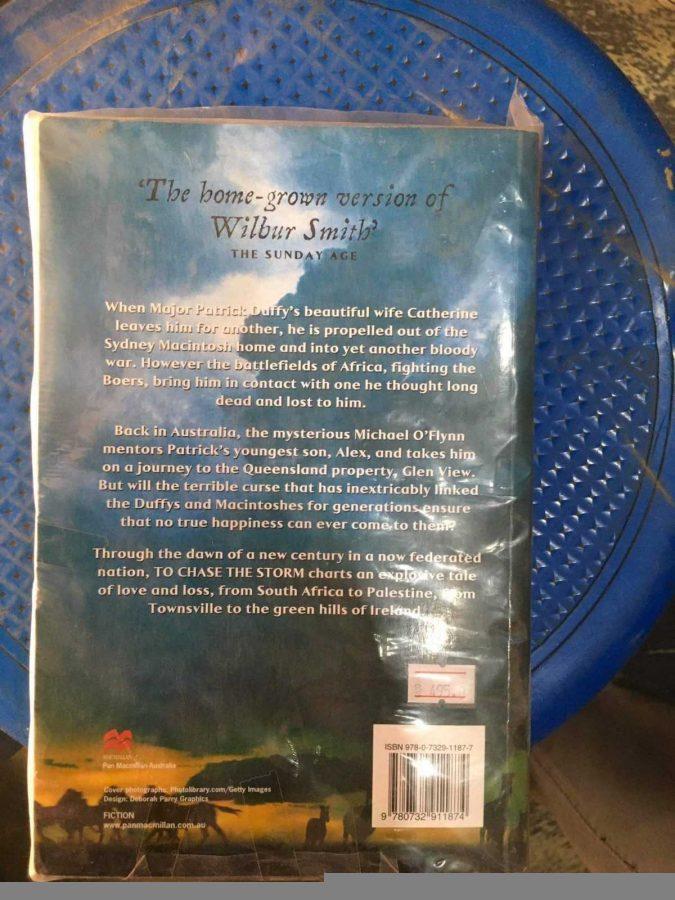 ‘The home-grown version of
Wilbur Smith’
THE SUNDAY AGE
When Major Patrick Duffy's beautiful wife Catherine
leaves him for another, he is propelled out of the
Sydney Macintosh home and into yet another bloody
war. However the battlefields of Africa, fighting the
Boers, bring him in contact with one he thought long
dead and lost to him.
Back in Australia, the mysterious Michael O'Flynn
mentors Patrick's youngest son, Alex, and takes him
on a journey to the Queensland property, Glen View.
But will the terrible curse that has inextricably linked
the Duffys and Macintoshes for generations ensure
that no true happiness can ever come to them?
Through the dawn of a new century in a now federated
nation, TO CHASE THE STORM charts an explosive tale
of love and loss, from South Africa to Palestine, from
Townsville to the green hills of Ireland.
ISBN 978-0-7329-1187-7
9 780732 911874
Pan Macmillan Australia
Cover photographs: Photolibrary.com/Getty Images
Design: Deborah Parry Graphics
FICTION
www.panmacmillan.com.au